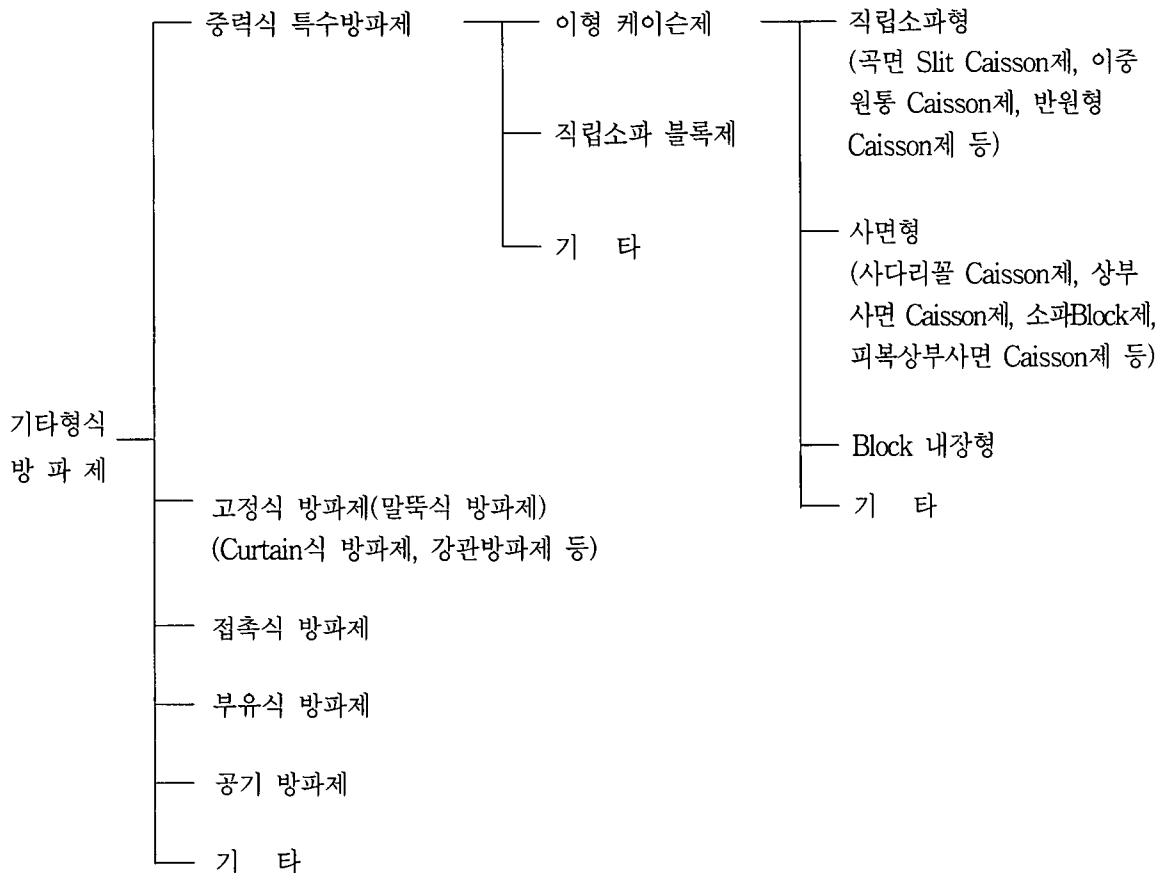 중력식 특수방파제
이형 케이슨제
직립소파형
(곡면 Slit Caisson제, 이중
원통 Caisson제, 반원형
Caisson제 등)
직립소파 블록제
기 타
사면형
(사다리꼴 Caisson제, 상부
사면 Caisson제, 소파Block제,
피복상부사면 Caisson제 등)
Block 내장형
기 타
기타형식
방 파 제
고정식 방파제(말뚝식 방파제)
(Curtain식 방파제, 강관방파제 등)
접촉식 방파제
부유식 방파제
공기 방파제
기 타